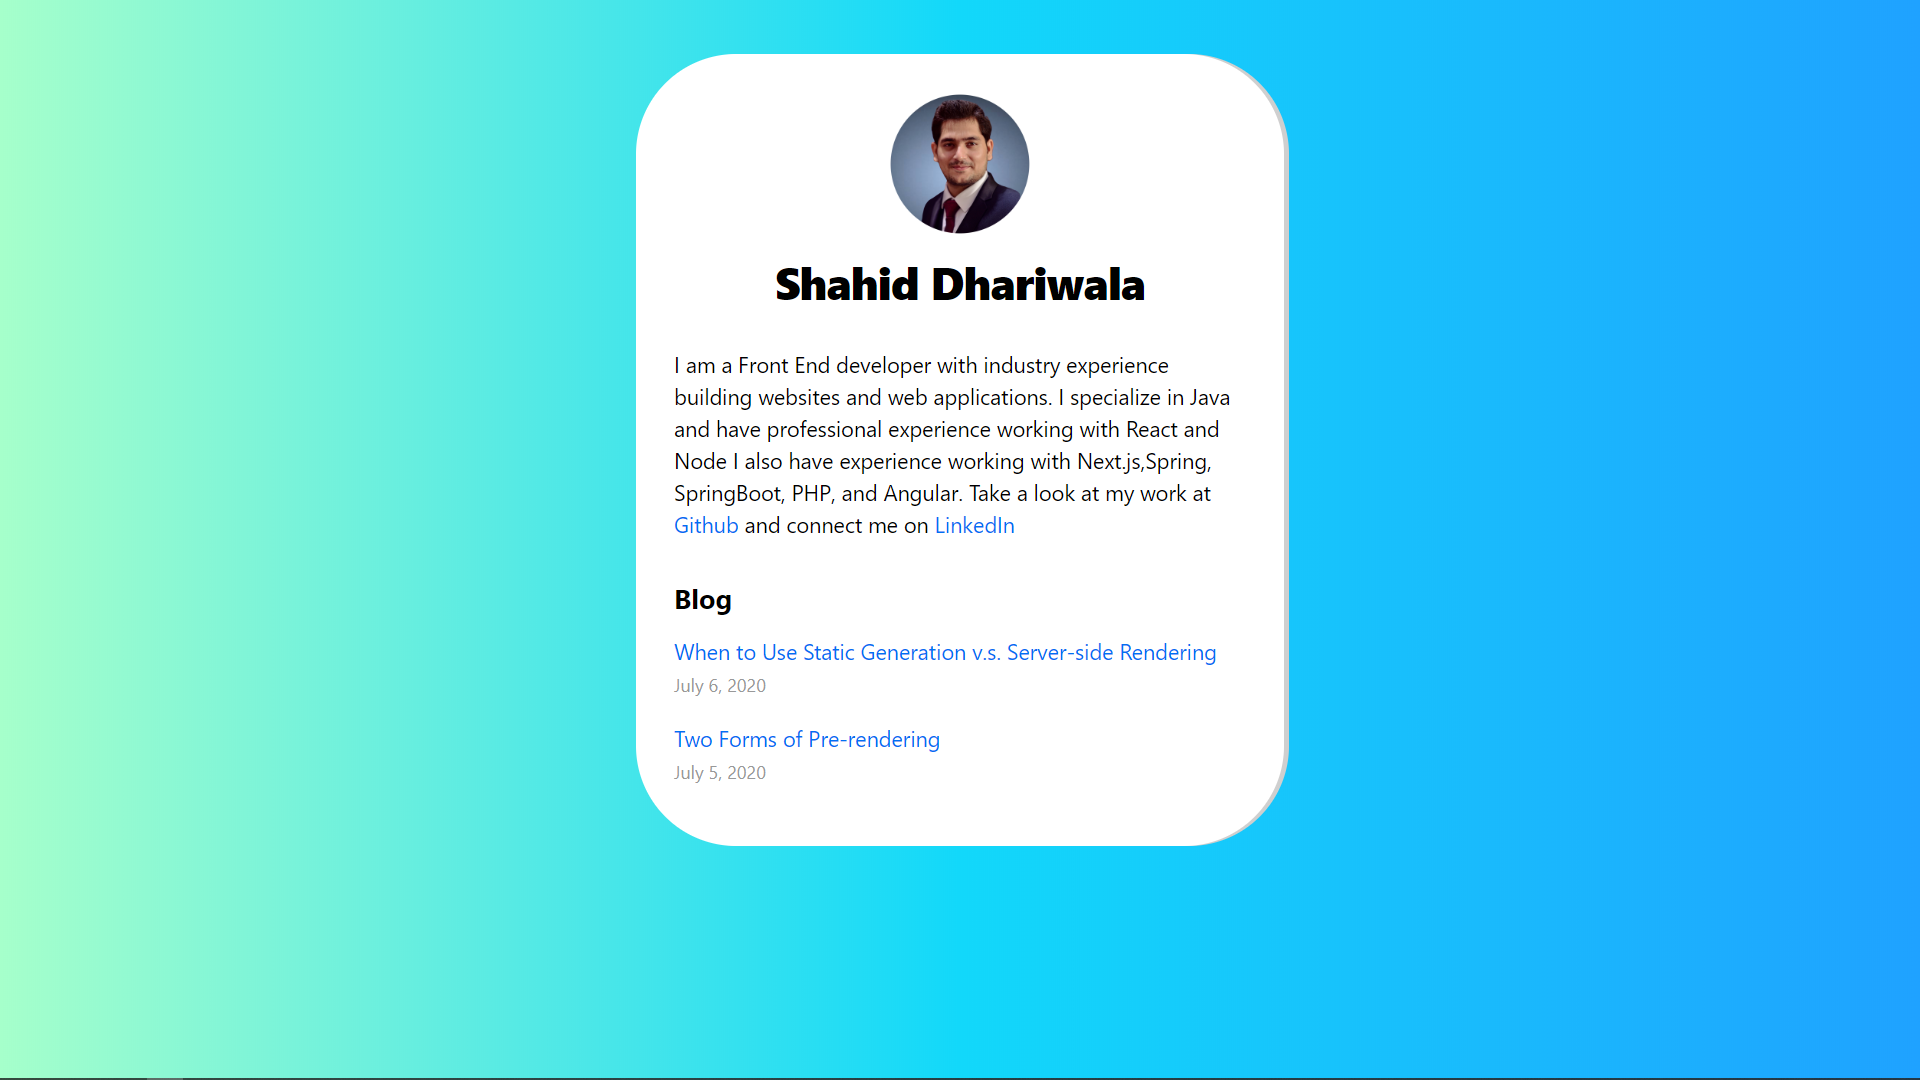 Shahid Dhariwala
I am a Front End developer with industry experience
building websites and web applications. I specialize in Java
and have professional experience working with React and
Node I also have experience working with Next.js,Spring,
SpringBoot, PHP, and Angular. Take a look at my work at
Github and connect me on LinkedIn
Blog
When to Use Static Generation v.s. Server-side Rendering
July 6, 2020
Two Forms of Pre-rendering
July 5, 2020